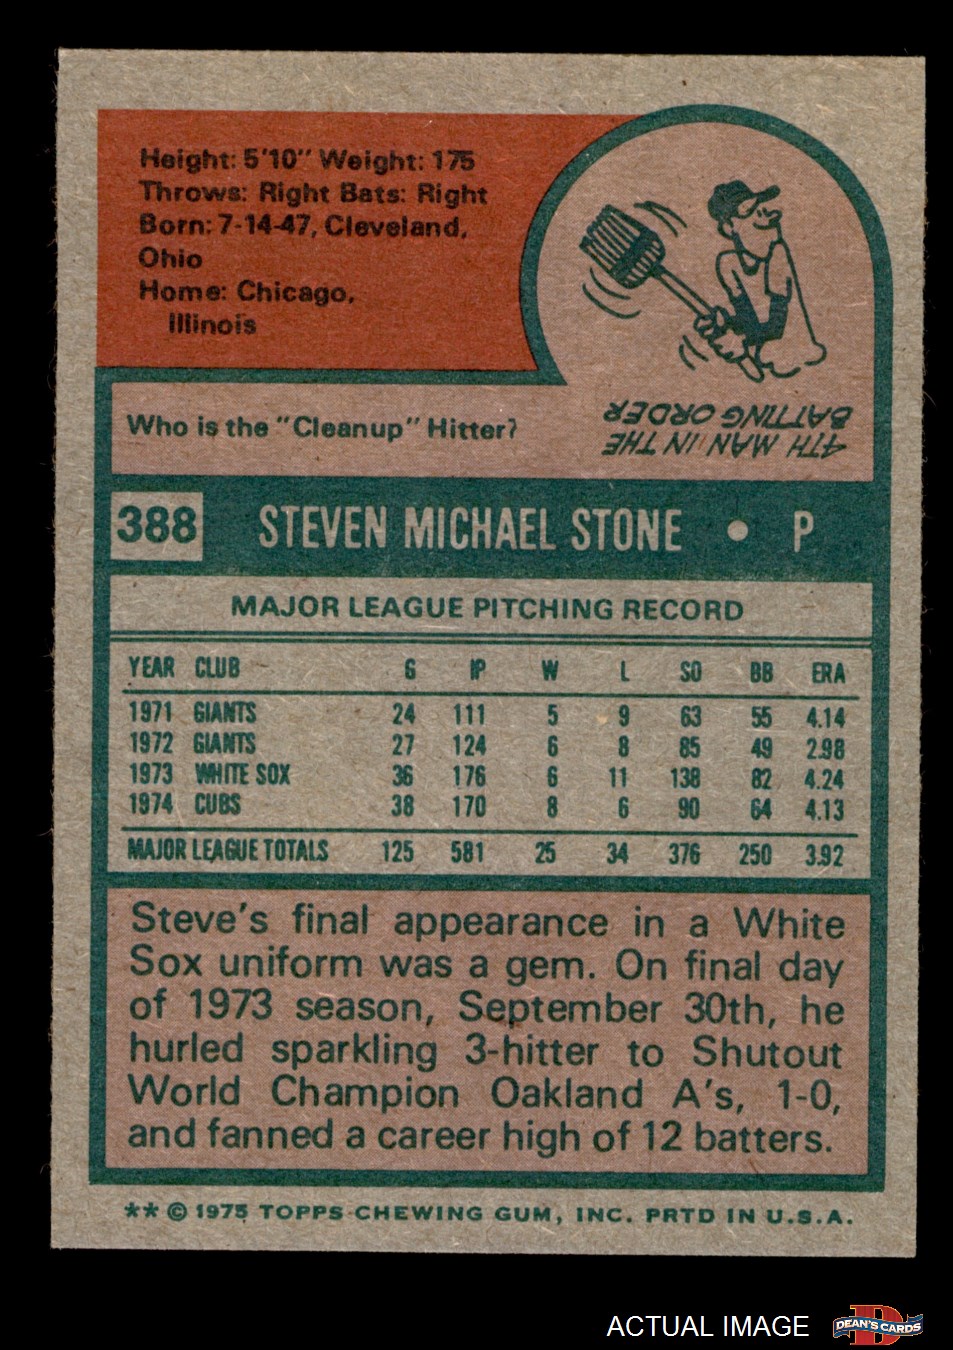 Height: 5'10" Weight: 175
Throws: Right Bats: Right
Born: 7-14-47, Cleveland,
Ohio
Home: Chicago,
Illinois
Who is the "Cleanup" Hitter?
4TH MAN IN THE
BATTING ORDER
388 STEVEN MICHAEL STONE • P
MAJOR LEAGUE PITCHING RECORD
YEAR CLUB G IP W L SO BB ERA
1971 GIANTS 24 111 5 9 63 55 4.14
1972 GIANTS 27 124 6 8 85 49 2.98
1973 WHITE SOX 36 176 6 11 138 82 4.24
1974 CUBS 38 170 8 6 90 64 4.13
MAJOR LEAGUE TOTALS 125 581 25 34 376 250 3.92
Steve's final appearance in a White
Sox uniform was a gem. On final day
of 1973 season, September 30th, he
hurled sparkling 3-hitter to Shutout
World Champion Oakland A's, 1-0,
and fanned a career high of 12 batters.
** © 1975 TOPPS CHEWING GUM, INC. PRTD IN U.S.A.
ACTUAL IMAGE
D
DEAN'S CARDS